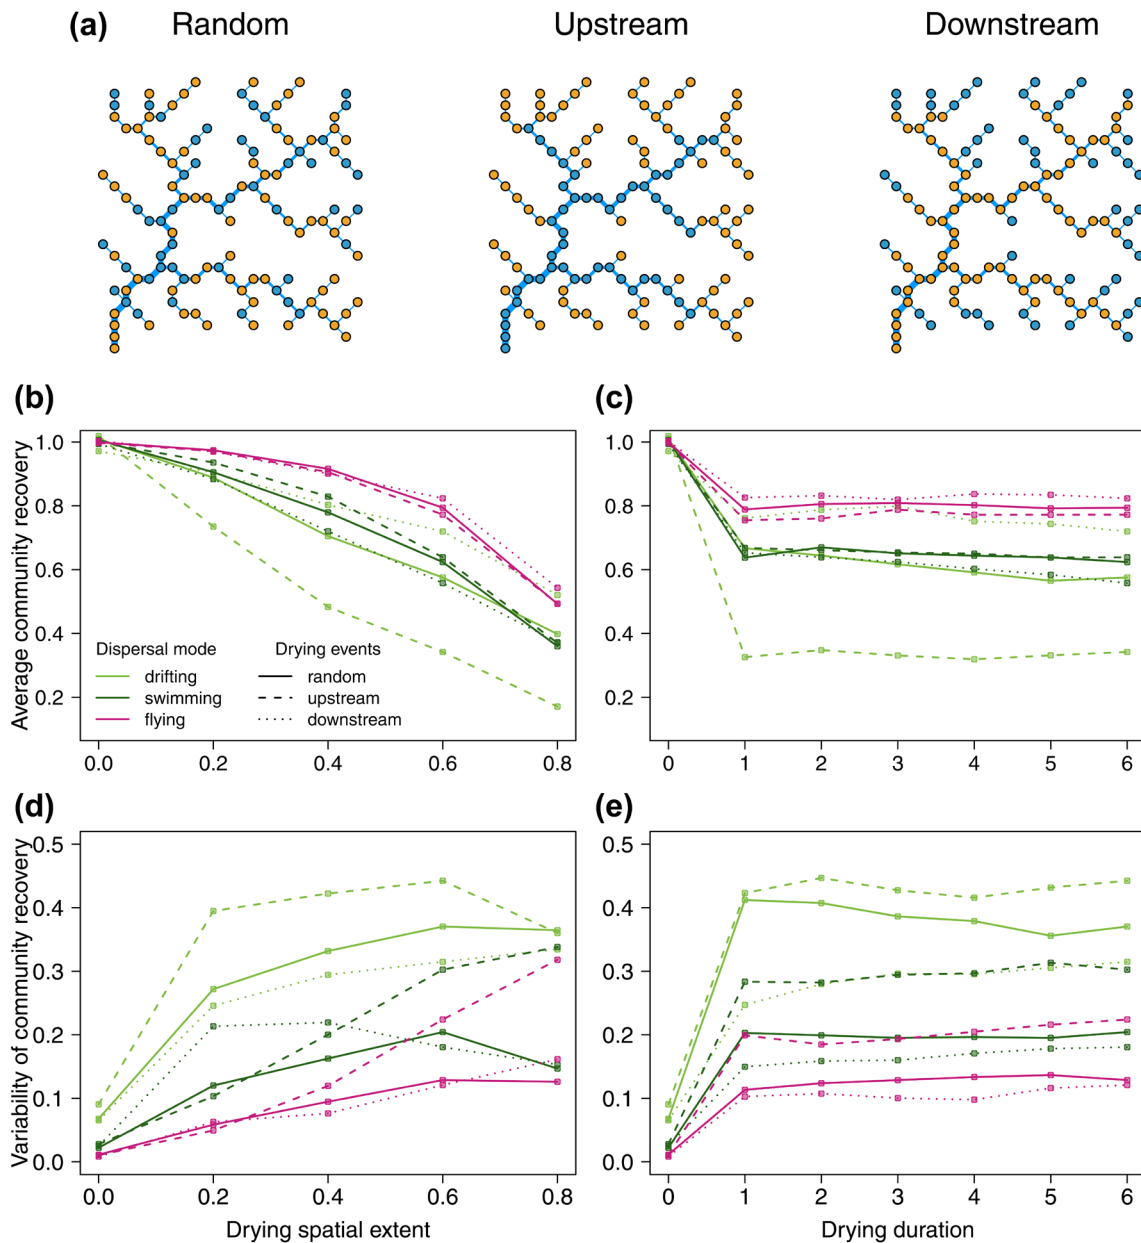 (a) Random Upstream Downstream
(b) (c)
Average community recovery
1.0
0.8
0.6
0.4
0.2
Dispersal mode Drying events
drifting random
swimming upstream
flying downstream
0.0 0.2 0.4 0.6 0.8
1.0
0.8
0.6
0.4
0.2
0 1 2 3 4 5 6
(d) (e)
Variability of community recovery
0.5
0.4
0.3
0.2
0.1
0.0
0.0 0.2 0.4 0.6 0.8
Drying spatial extent
0.5
0.4
0.3
0.2
0.1
0.0
0 1 2 3 4 5 6
Drying duration